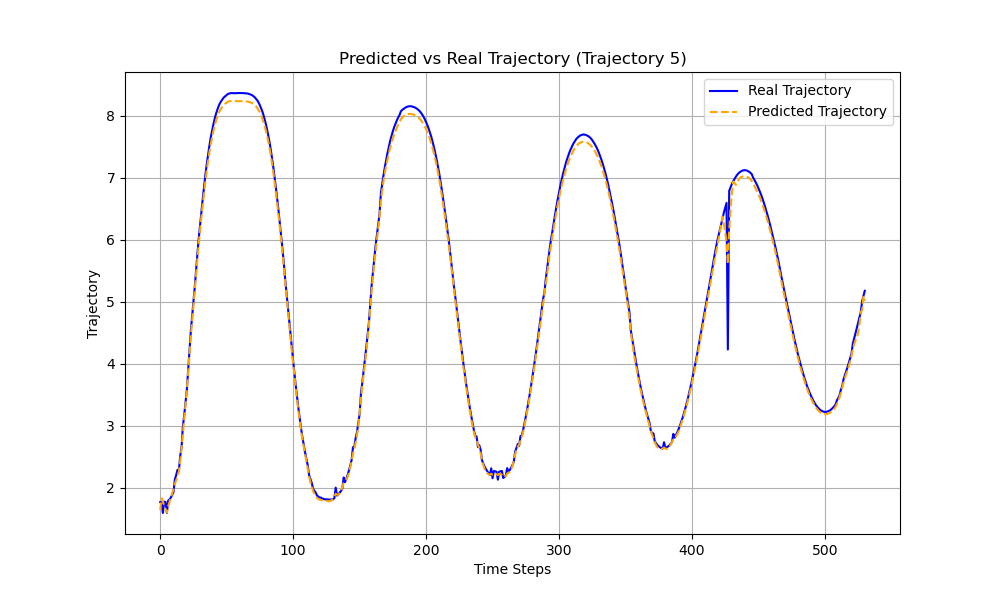 Predicted vs Real Trajectory (Trajectory 5)
Real Trajectory
Predicted Trajectory
8
7
6
5
4
3
2
Trajectory
0 100 200 300 400 500
Time Steps